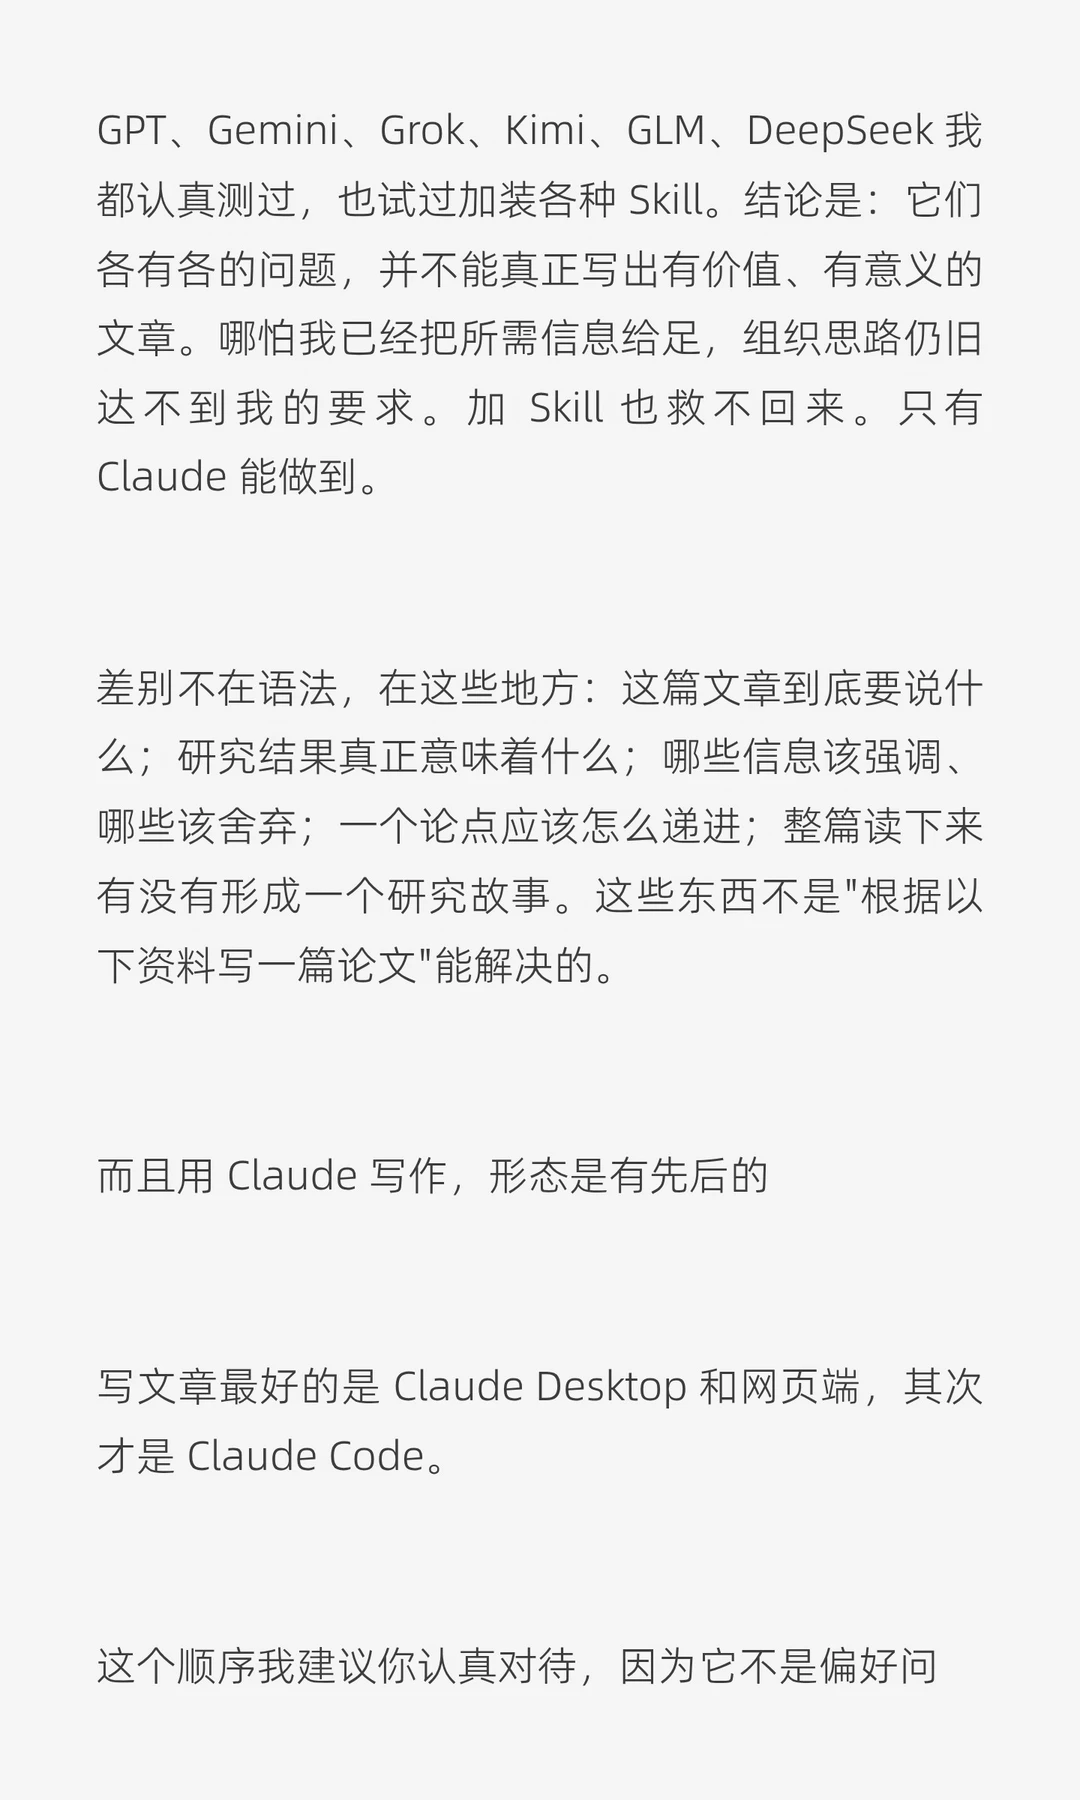 GPT、Gemini、Grok、Kimi、GLM、DeepSeek 我
都认真测过，也试过加装各种 Skill。结论是：它们
各有各的问题，并不能真正写出有价值、有意义的
文章。哪怕我已经把所需信息给足，组织思路仍旧
达不到我的要求。加 Skill 也救不回来。只有
Claude 能做到。
差别不在语法，在这些地方：这篇文章到底要说什
么；研究结果真正意味着什么；哪些信息该强调、
哪些该舍弃；一个论点应该怎么递进；整篇读下来
有没有形成一个研究故事。这些东西不是"根据以
下资料写一篇论文"能解决的。
而且用 Claude 写作，形态是有先后的
写文章最好的是 Claude Desktop 和网页端，其次
才是 Claude Code。
这个顺序我建议你认真对待，因为它不是偏好问